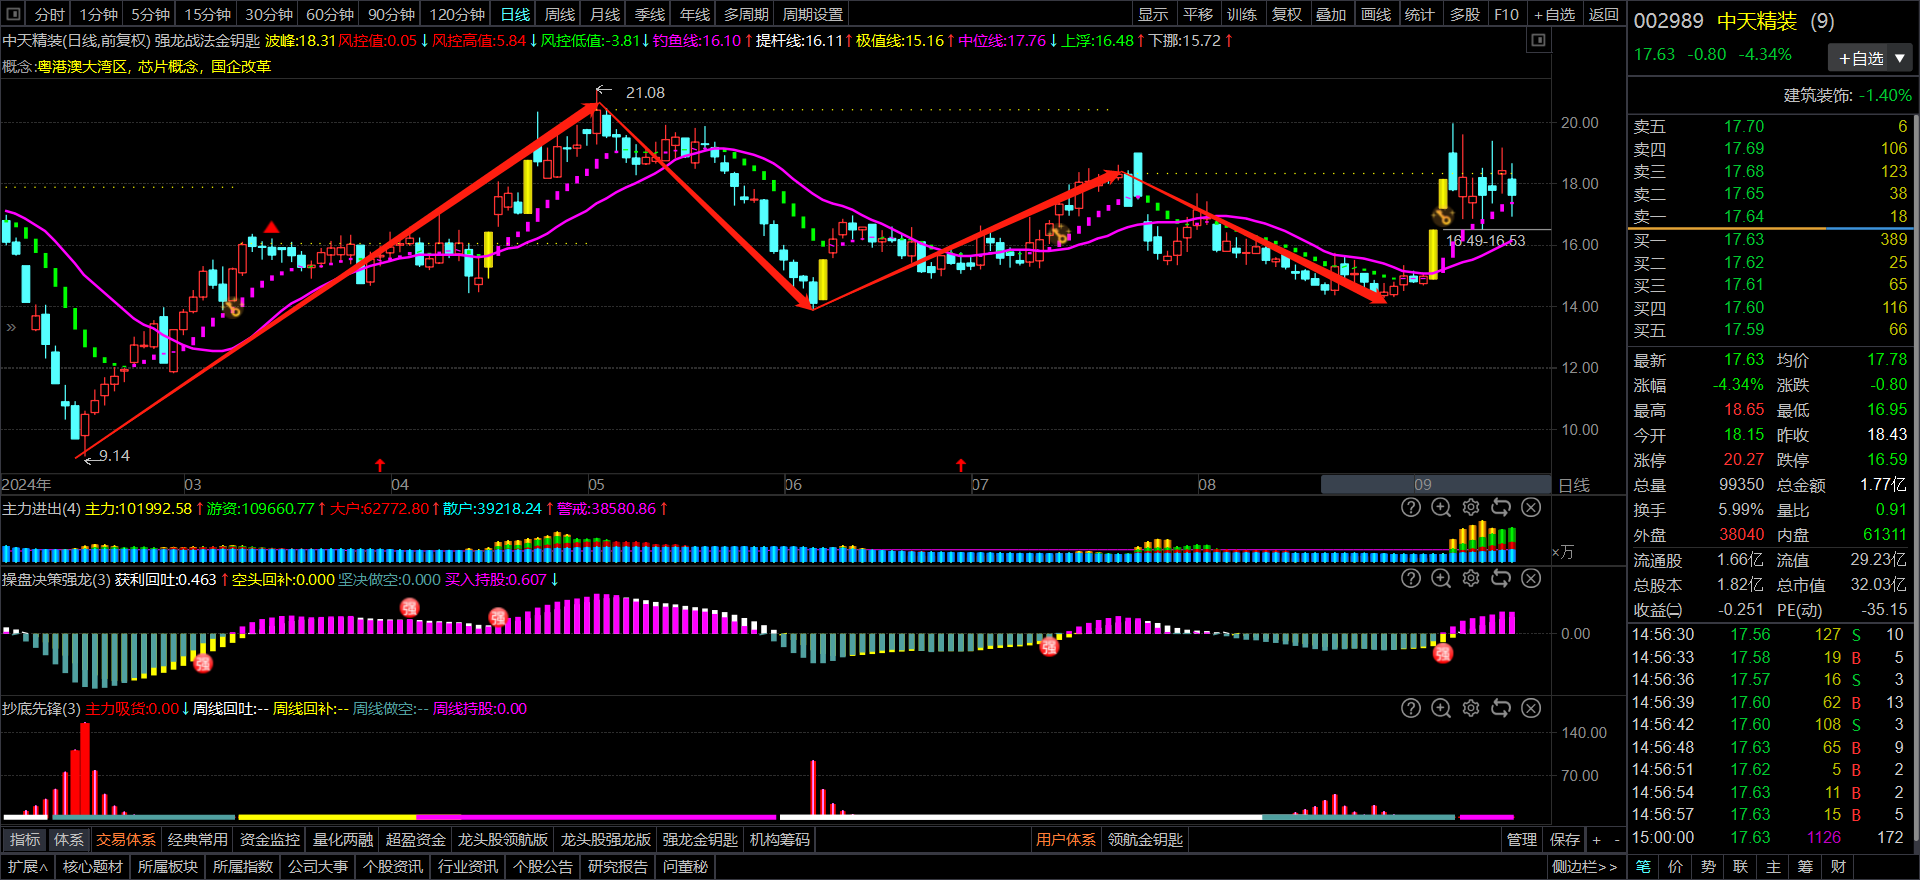 分时 1分钟 5分钟 15分钟 30分钟 60分钟 90分钟 120分钟 日线 周线 月线 季线 年线 多周期 周期设置 显示 平移 训练 复权 叠加 画线 统计 多股 F10 +自选 返回
002989 中天精装 (9)
中天精装(日线,前复权) 强龙战法金钥匙 波峰:18.31 风控值:0.05↓ 风控高值:5.84↓ 风控低值:-3.81↓ 钓鱼线:16.10↑ 提杆线:16.11↑ 极值线:15.16↑ 中位线:17.76↓ 上浮:16.48↑ 下挪:15.72↑
17.63 -0.80 -4.34% +自选 ▼
概念:粤港澳大湾区, 芯片概念, 国企改革
建筑装饰: -1.40%
21.08
20.00
18.00
16.00
14.00
12.00
10.00
16.49-16.53
9.14
»
2024年 03 04 05 06 07 08 09 日线
卖五 17.70 6
卖四 17.69 106
卖三 17.68 123
卖二 17.65 38
卖一 17.64 18
买一 17.63 389
买二 17.62 25
买三 17.61 65
买四 17.60 116
买五 17.59 66
最新 17.63 均价 17.78
涨幅 -4.34% 涨跌 -0.80
最高 18.65 最低 16.95
今开 18.15 昨收 18.43
涨停 20.27 跌停 16.59
总量 99350 总金额 1.77亿
换手 5.99% 量比 0.91
外盘 38040 内盘 61311
流通股 1.66亿 流值 29.23亿
总股本 1.82亿 总市值 32.03亿
收益㈡ -0.251 PE(动) -35.15
主力进出(4) 主力:101992.58↑ 游资:109660.77↑ 大户:62772.80↑ 散户:39218.24↑ 警戒:38580.86↑
×万
操盘决策强龙(3) 获利回吐:0.463↑ 空头回补:0.000 坚决做空:0.000 买入持股:0.607↓
强 强 强 强 强
0.00
抄底先锋(3) 主力吸货:0.00↓ 周线回吐:-- 周线回补:-- 周线做空:-- 周线持股:0.00
140.00
70.00
14:56:30 17.56 127 S 10
14:56:33 17.58 19 B 5
14:56:36 17.57 16 S 3
14:56:39 17.60 62 B 13
14:56:42 17.60 108 S 3
14:56:48 17.63 65 B 9
14:56:51 17.62 5 B 2
14:56:54 17.63 11 B 2
14:56:57 17.63 15 B 5
15:00:00 17.63 1126 172
指标 体系 交易体系 经典常用 资金监控 量化两融 超盈资金 龙头股领航版 龙头股强龙版 强龙金钥匙 机构筹码 用户体系 领航金钥匙 管理 保存 + -
扩展∧ 核心题材 所属板块 所属指数 公司大事 个股资讯 行业资讯 个股公告 研究报告 问董秘 侧边栏>> 笔 价 势 联 主 筹 财